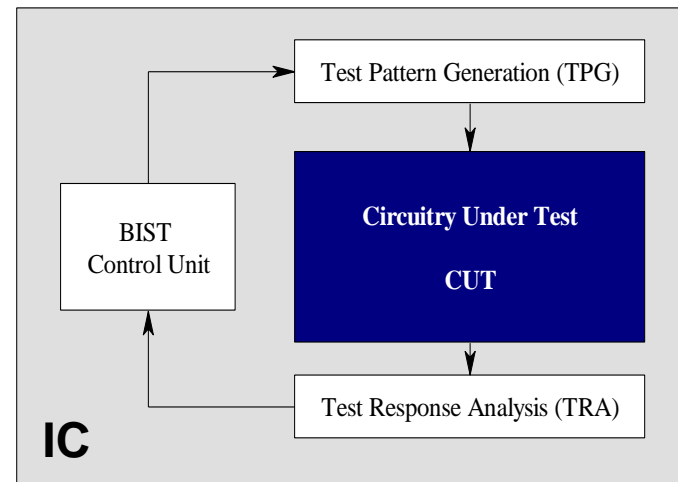 Test Pattern Generation (TPG)
Circuitry Under Test
CUT
BIST
Control Unit
Test Response Analysis (TRA)
IC